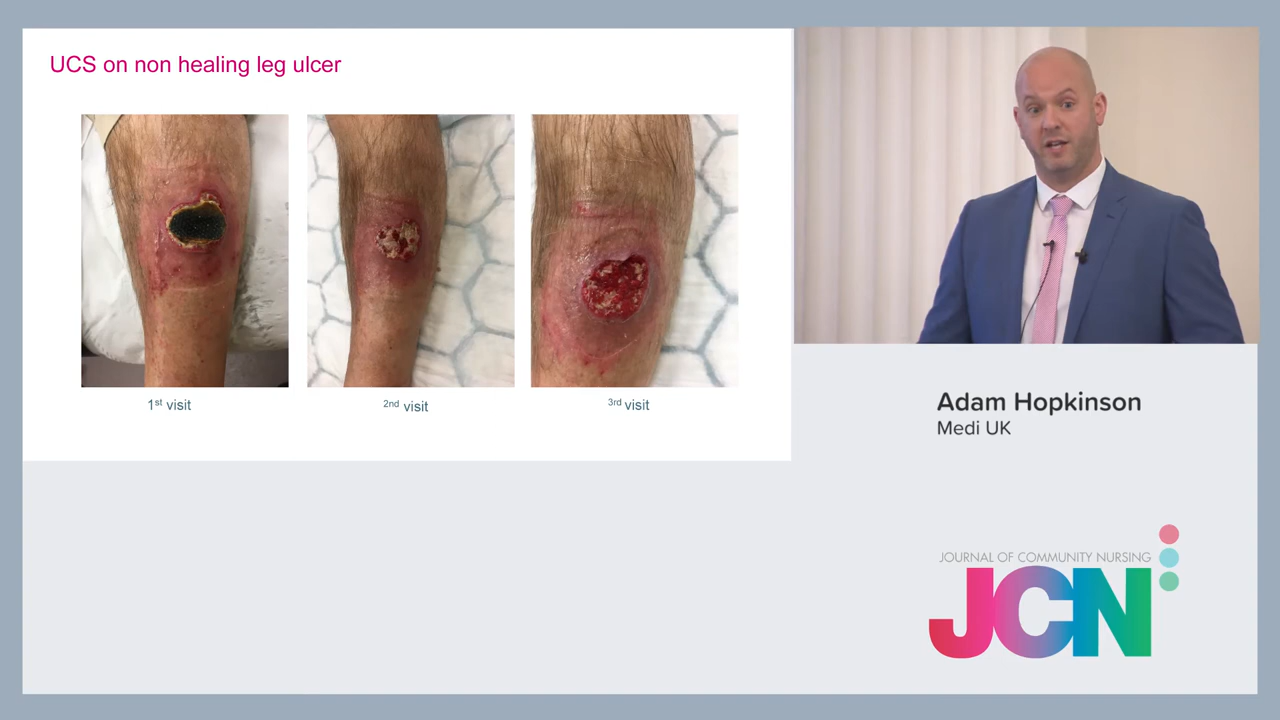 UCS on non healing leg ulcer
1st visit
2nd visit
3rd visit
Adam Hopkinson
Medi UK
JOURNAL OF COMMUNITY NURSING
JCN